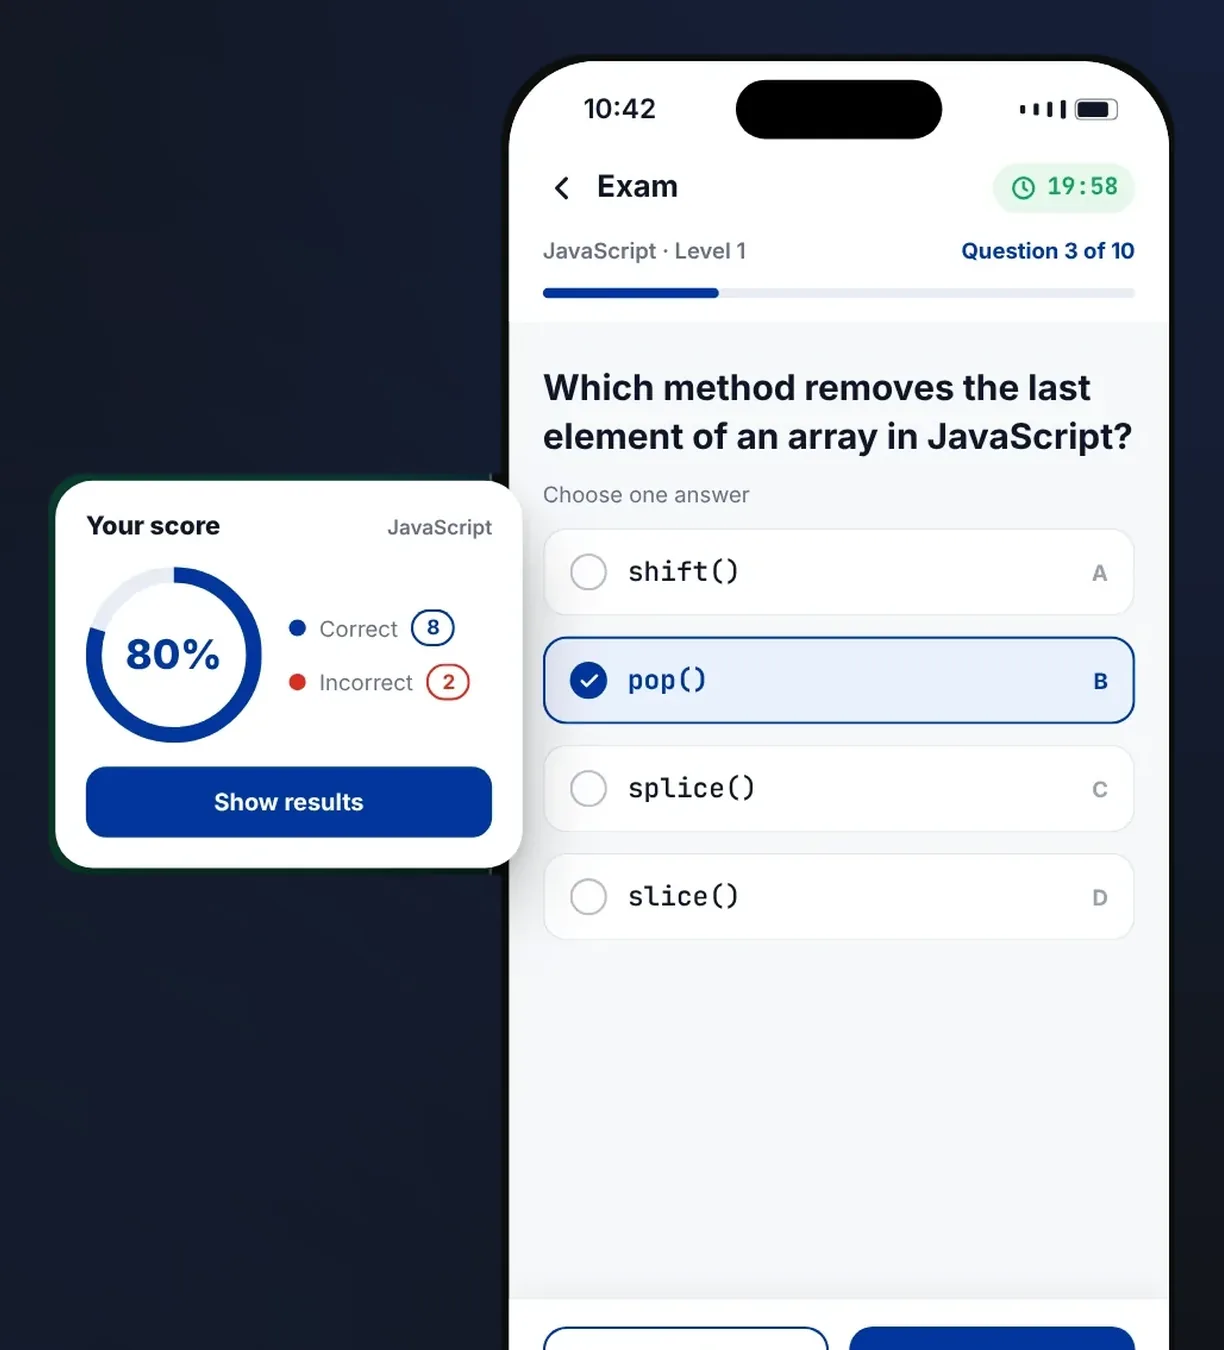 10:42
Exam
19:58
JavaScript · Level 1
Question 3 of 10
Which method removes the last
element of an array in JavaScript?
Choose one answer
shift()
A
pop()
B
splice()
C
slice()
D
Your score
JavaScript
80%
Correct 8
Incorrect 2
Show results